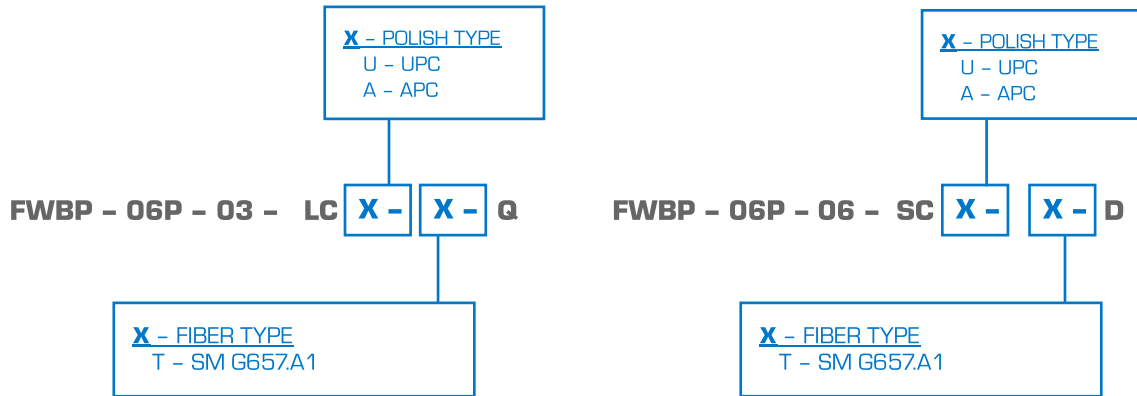 X – POLISH TYPE
U – UPC
A – APC
FWBP – 06P – 03 – LC X – X – Q
X – FIBER TYPE
T – SM G657.A1
X – POLISH TYPE
U – UPC
A – APC
FWBP – 06P – 06 – SC X – X – D
X – FIBER TYPE
T – SM G657.A1